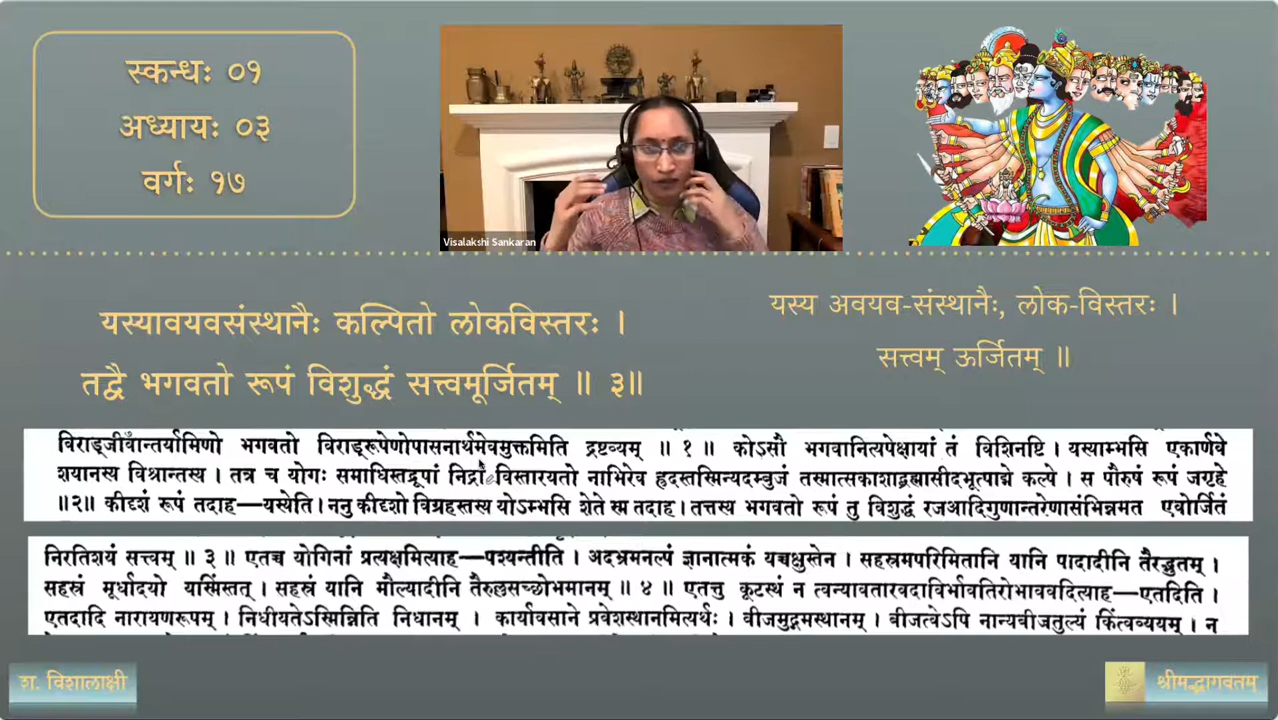 स्कन्धः ०१
अध्यायः ०३
वर्गः १७
Visalakshi Sankaran
यस्यावयवसंस्थानैः कल्पितो लोकविस्तरः ।
तद्वै भगवतो रूपं विशुद्धं सत्त्वमूर्जितम् ॥ ३॥
यस्य अवयव-संस्थानैः, लोक-विस्तरः ।
सत्त्वम् ऊर्जितम् ॥
विराड्जीवान्तर्यामिणो भगवतो विराड्रूपेणोपासनार्थमेवमुक्तमिति द्रष्टव्यम् ॥ १ ॥ कोऽसौ भगवानित्यपेक्षायां तं विशिनष्टि । यस्याम्भसि एकार्णवे
शयानस्य विश्रान्तस्य । तत्र च योगः समाधिस्तद्रूपां निद्रां विस्तारयतो नाभिरेव ह्रदस्तस्मिन्यदम्बुजं तस्मात्सकाशाद्ब्रह्मासीदभूत्पाद्मे कल्पे । स पौरुषं रूपं जगृहे
॥२॥ कीदृशं रूपं तदाह—यस्येति । ननु कीदृशो विग्रहस्तस्य योऽम्भसि शेते स्म तदाह । तत्तस्य भगवतो रूपं तु विशुद्धं रजआदिगुणान्तरेणासंभिन्नमत एवोर्जितं
निरतिशयं सत्त्वम् ॥ ३ ॥ एतच्च योगिनां प्रत्यक्षमित्याह—पश्यन्तीति । अदभ्रमनल्पं ज्ञानात्मकं यच्चक्षुस्तेन । सहस्रमपरिमितानि यानि पादादीनि तैरद्भुतम् ।
सहस्रं मूर्धादयो यस्मिंस्तत् । सहस्रं यानि मौल्यादीनि तैरुल्लसच्छोभमानम् ॥ ४ ॥ एतत्तु कूटस्थं न त्वन्यावतारवदाविर्भावतिरोभाववदित्याह—एतदिति ।
एतदादि नारायणरूपम् । निधीयतेऽस्मिन्निति निधानम् । कार्यावसाने प्रवेशस्थानमित्यर्थः । बीजमुद्गमस्थानम् । बीजत्वेऽपि नान्यबीजतुल्यं किंत्वव्ययम् । न
श. विशालाक्षी
श्रीमद्भागवतम्